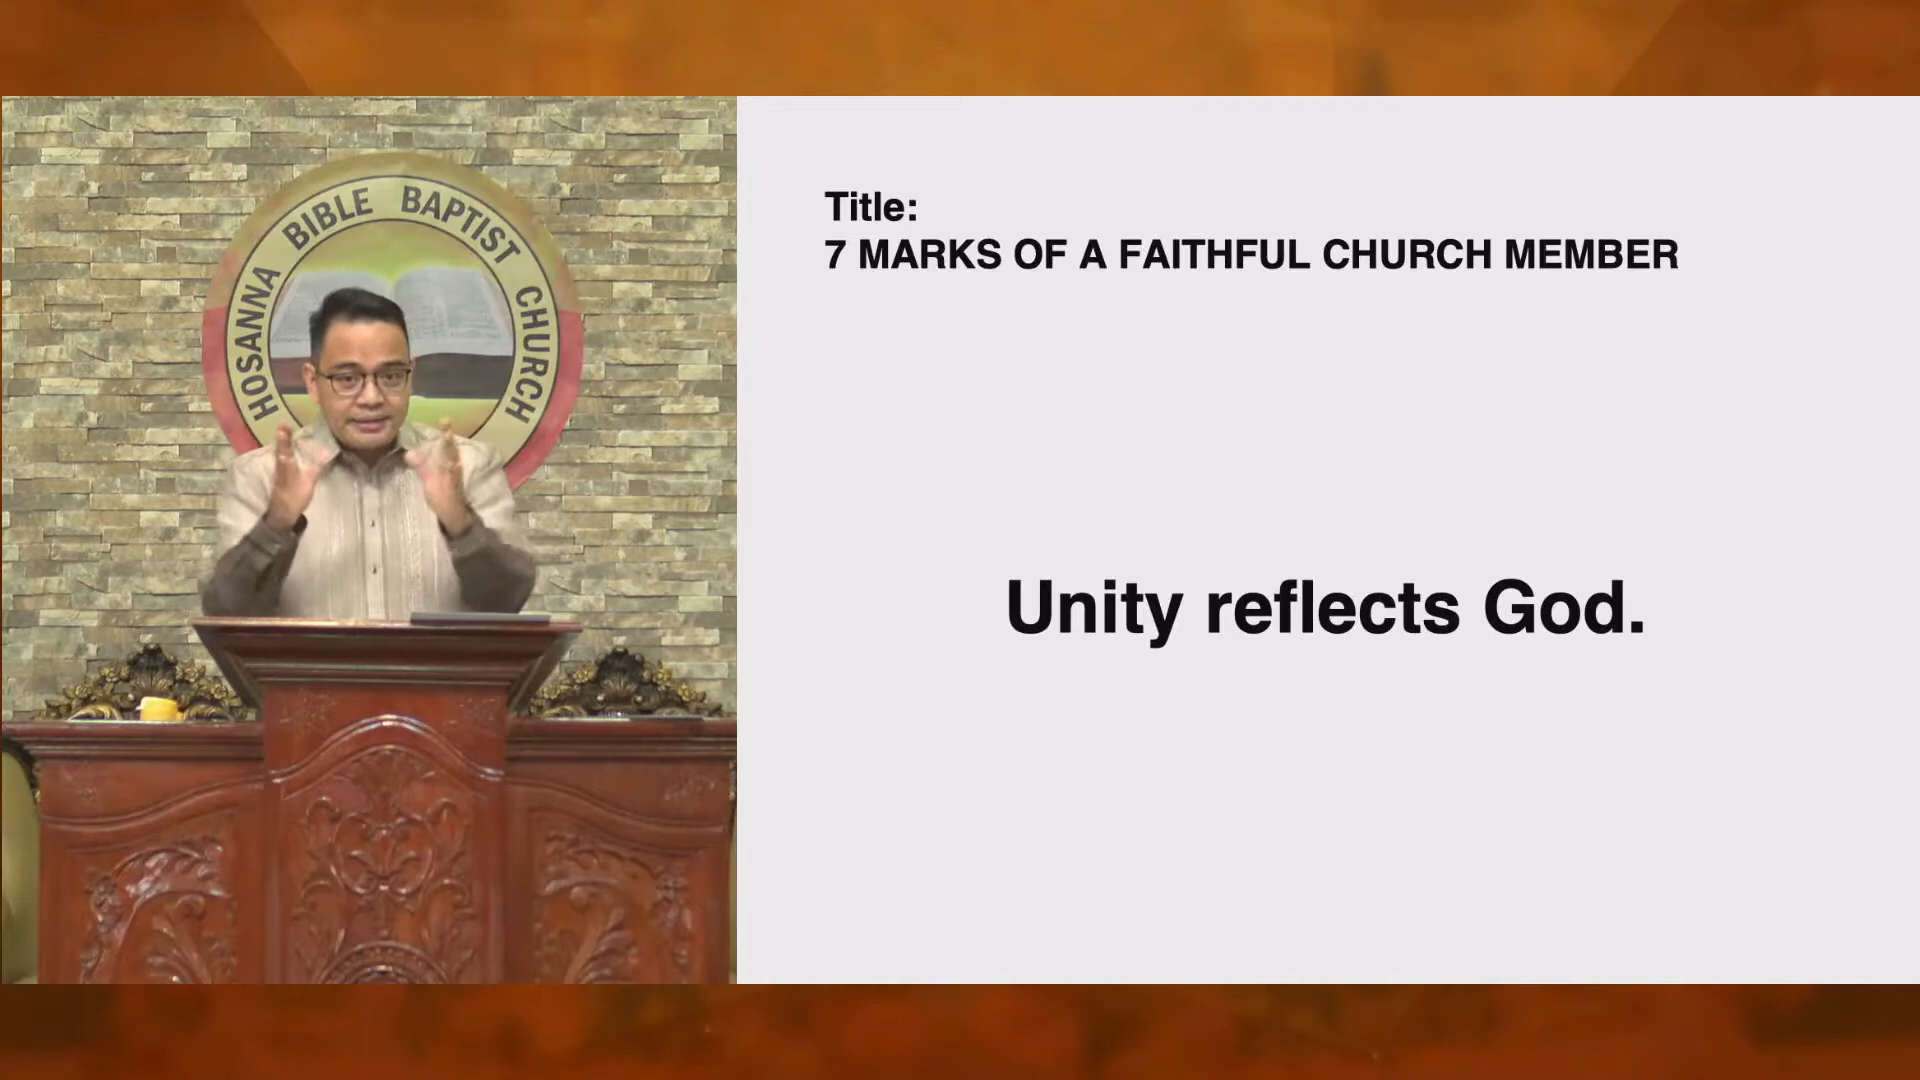 HOSANNA BIBLE BAPTIST CHURCH
Title:
7 MARKS OF A FAITHFUL CHURCH MEMBER
Unity reflects God.